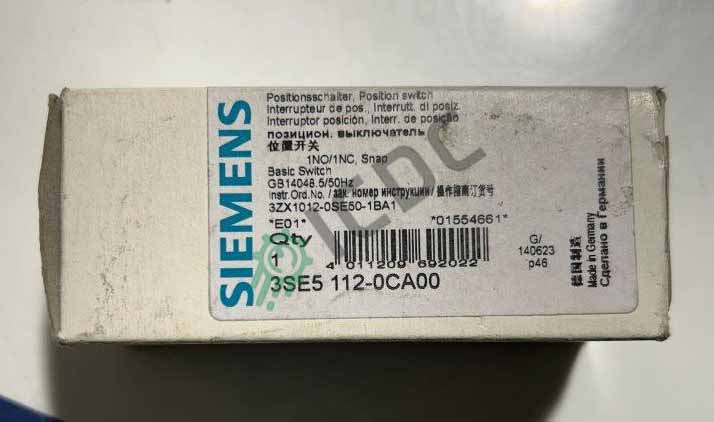 SIEMENS
Positionsschalter, Position switch
Interrupteur de pos., Interrutt. di posiz.
Interruptor posición, Interr. de posição
позицион. выключатель
位置开关
1NO/1NC, Snap
Basic Switch
GB14048.5/50Hz
Instr.Ord.No. / зак. номер инструкции / 操作指南订货号
3ZX1012-0SE50-1BA1
*E01* *01554661*
Qty
1
4 011209 692022
3SE5 112-0CA00
G/
140623
p46
德国制造
Made in Germany
Сделано в Германии
ICDC